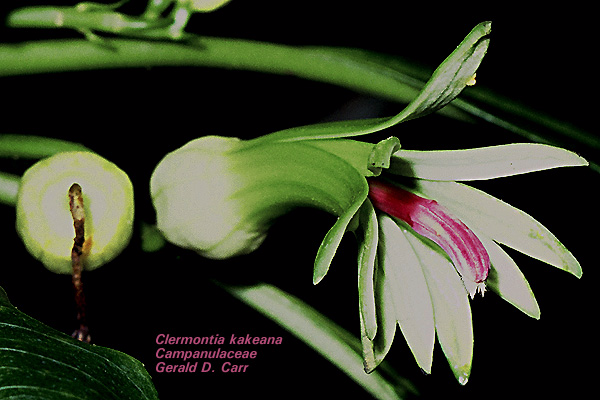 Clermontia kakeana
Campanulaceae
Gerald D. Carr